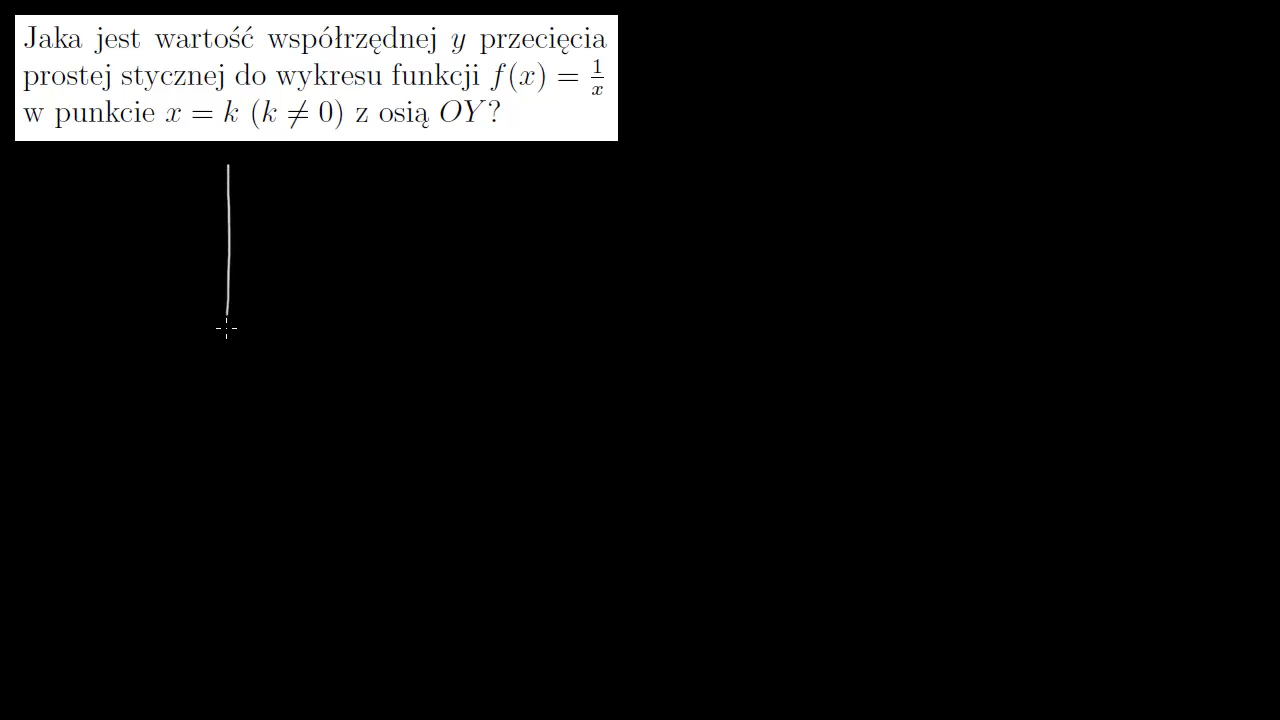 Jaka jest wartość współrzędnej y przecięcia
prostej stycznej do wykresu funkcji f(x) = 1/x
w punkcie x = k (k ≠ 0) z osią OY?